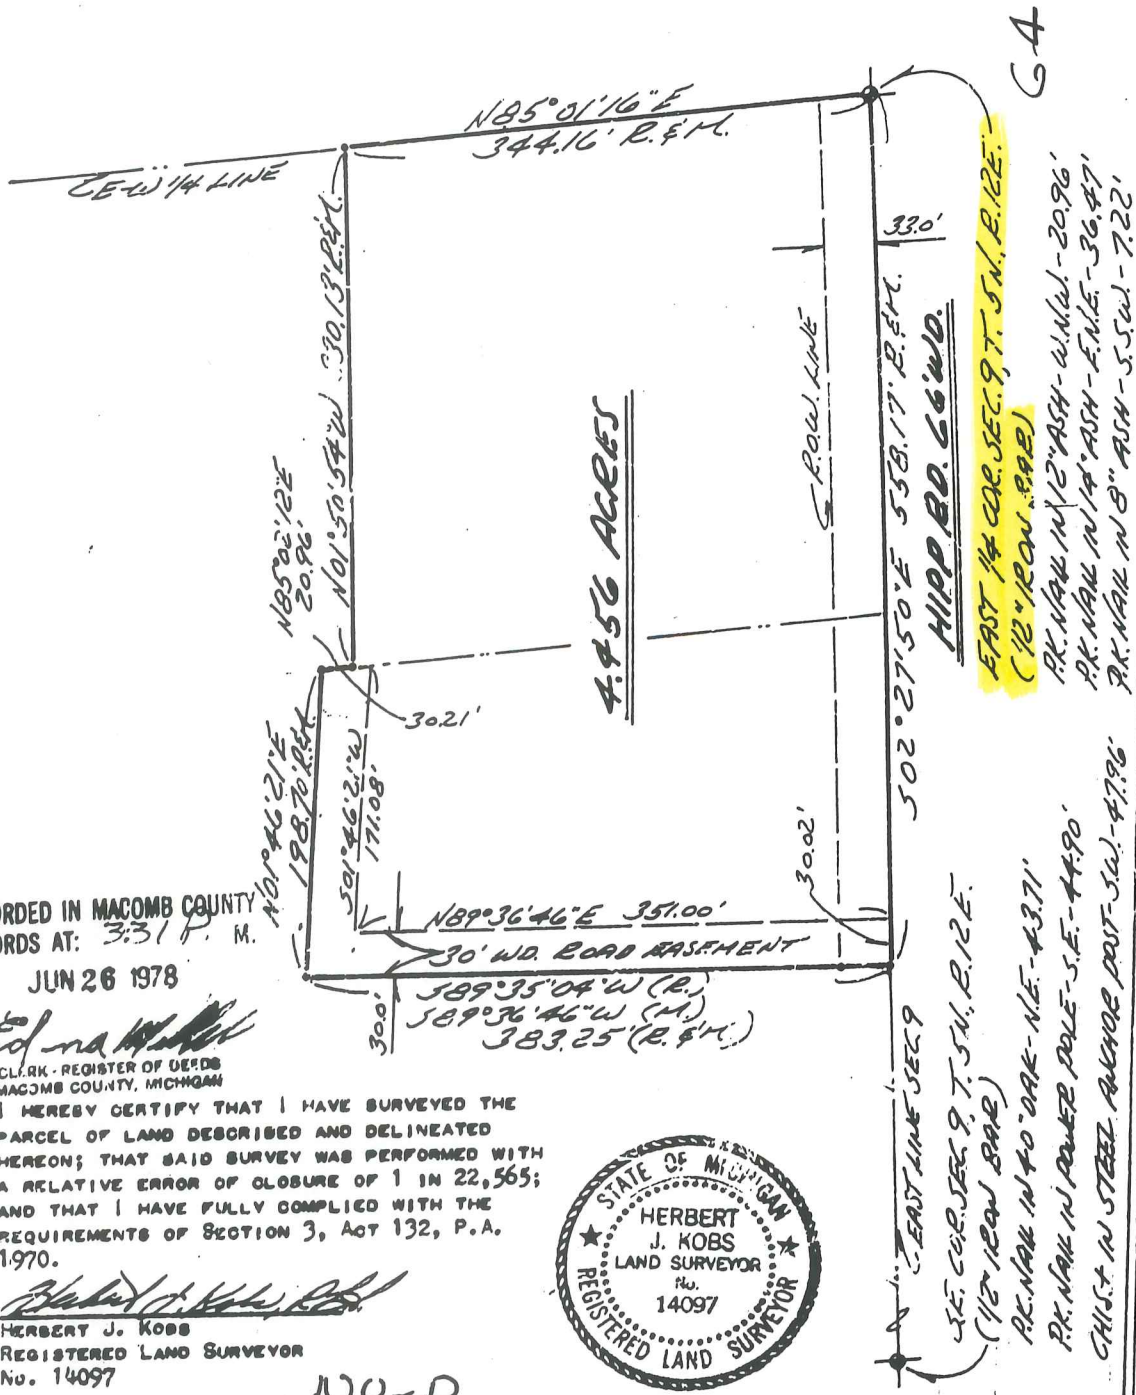 64
N85°01'16"E
344.16' R.&M.
E-W 1/4 LINE
33.0'
N01°50'54"W 330.13' R.&M.
R.O.W. LINE
4.456 ACRES
S02°27'50"E 558.17' R.&M.
HIPP RD. 66' WD.
EAST 1/4 COR. SEC. 9, T.5N., R.12E.
(1/2" IRON BAR)
P.K. NAIL IN 12" ASH - W.N.W. - 20.96'
P.K. NAIL IN 14" ASH - E.N.E. - 36.47'
P.K. NAIL IN 8" ASH - S.S.W. - 7.22'
N85°02'12"E
20.96'
30.21'
N01°46'21"E
198.70' R.&M.
S01°46'21"W
171.08'
30.02'
N89°36'46"E 351.00'
30' WD. ROAD EASEMENT
S89°35'04"W (R.)
S89°36'46"W (M.)
383.25' (R.&M.)
30.0'
EAST LINE SEC. 9
S.E. COR. SEC. 9, T.5N., R.12E.
(1/2" IRON BAR)
P.K. NAIL IN 40" OAK - N.E. - 43.71'
P.K. NAIL IN POWER POLE - S.E. - 44.90'
CHIS. + IN STEEL ANCHOR POST - S.W. - 47.96'
ORDED IN MACOMB COUNTY
ORDS AT: 3:31 P. M.
JUN 26 1978
Edna Miller
CLERK - REGISTER OF DEEDS
MACOMB COUNTY, MICHIGAN
I HEREBY CERTIFY THAT I HAVE SURVEYED THE
PARCEL OF LAND DESCRIBED AND DELINEATED
HEREON; THAT SAID SURVEY WAS PERFORMED WITH
A RELATIVE ERROR OF CLOSURE OF 1 IN 22,565;
AND THAT I HAVE FULLY COMPLIED WITH THE
REQUIREMENTS OF SECTION 3, ACT 132, P.A.
1970.
Herbert J. Kobs R.L.S.
HERBERT J. KOBS
REGISTERED LAND SURVEYOR
No. 14097
STATE OF MICHIGAN
HERBERT
J. KOBS
LAND SURVEYOR
No.
14097
REGISTERED LAND SURVEYOR